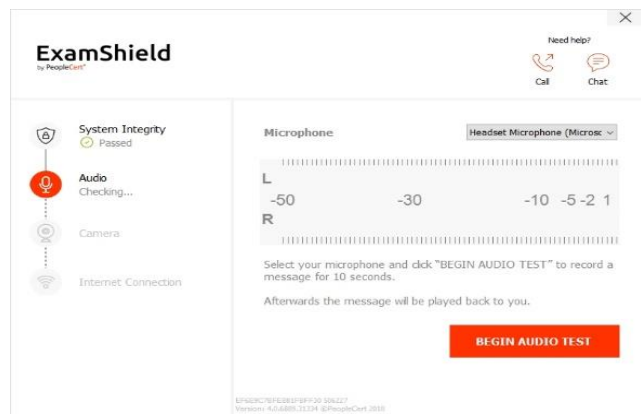 Need help?
ExamShield
by PeopleCert
Call Chat
System Integrity
Passed
Audio
Checking...
Camera
Internet Connection
Microphone
Headset Microphone (Microsc
L
-50 -30 -10 -5 -2 1
R
Select your microphone and click "BEGIN AUDIO TEST" to record a
message for 10 seconds.
Afterwards the message will be played back to you.
BEGIN AUDIO TEST
©PeopleCert 2018